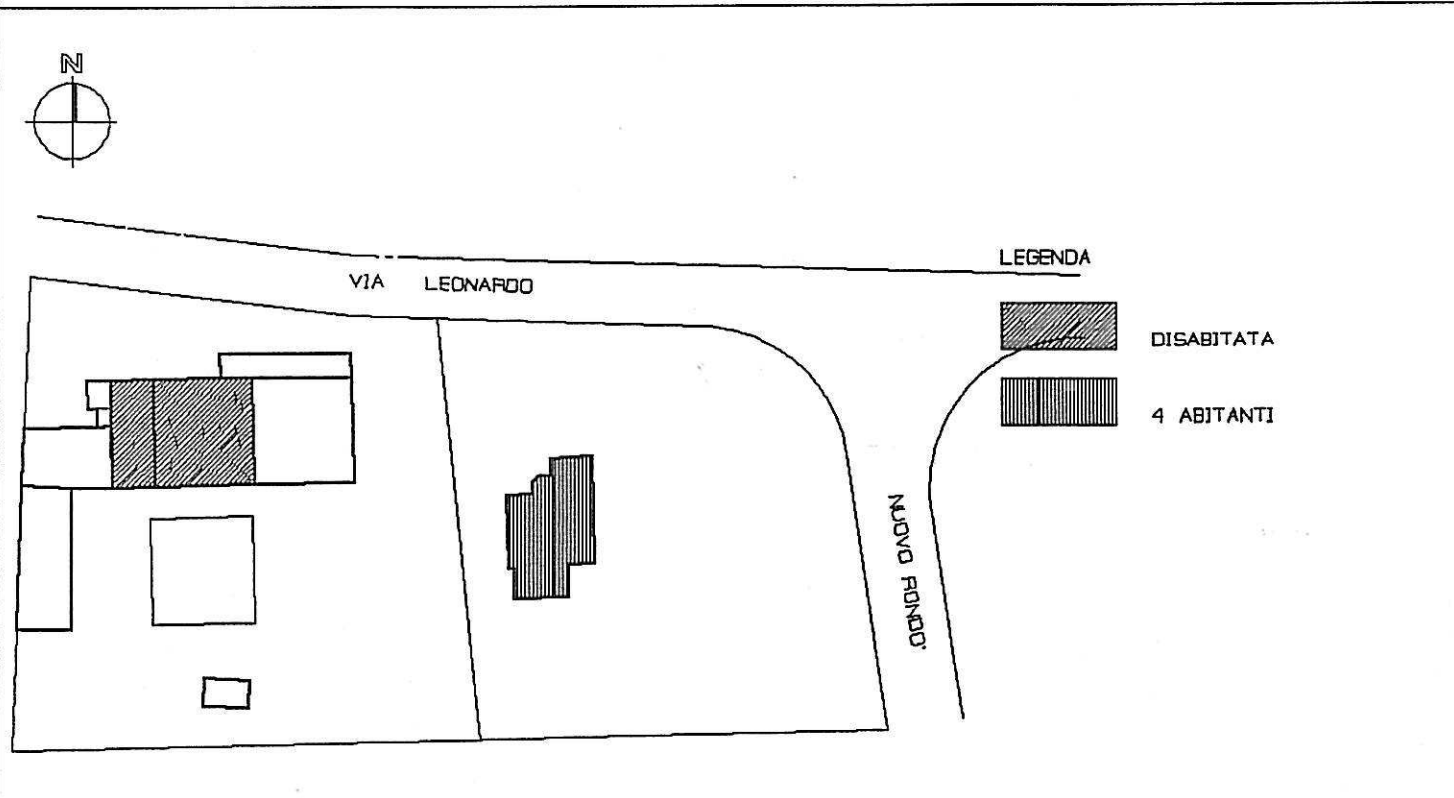 N
LEGENDA
VIA LEONARDO
DISABITATA
4 ABITANTI
NUOVO RONDO'